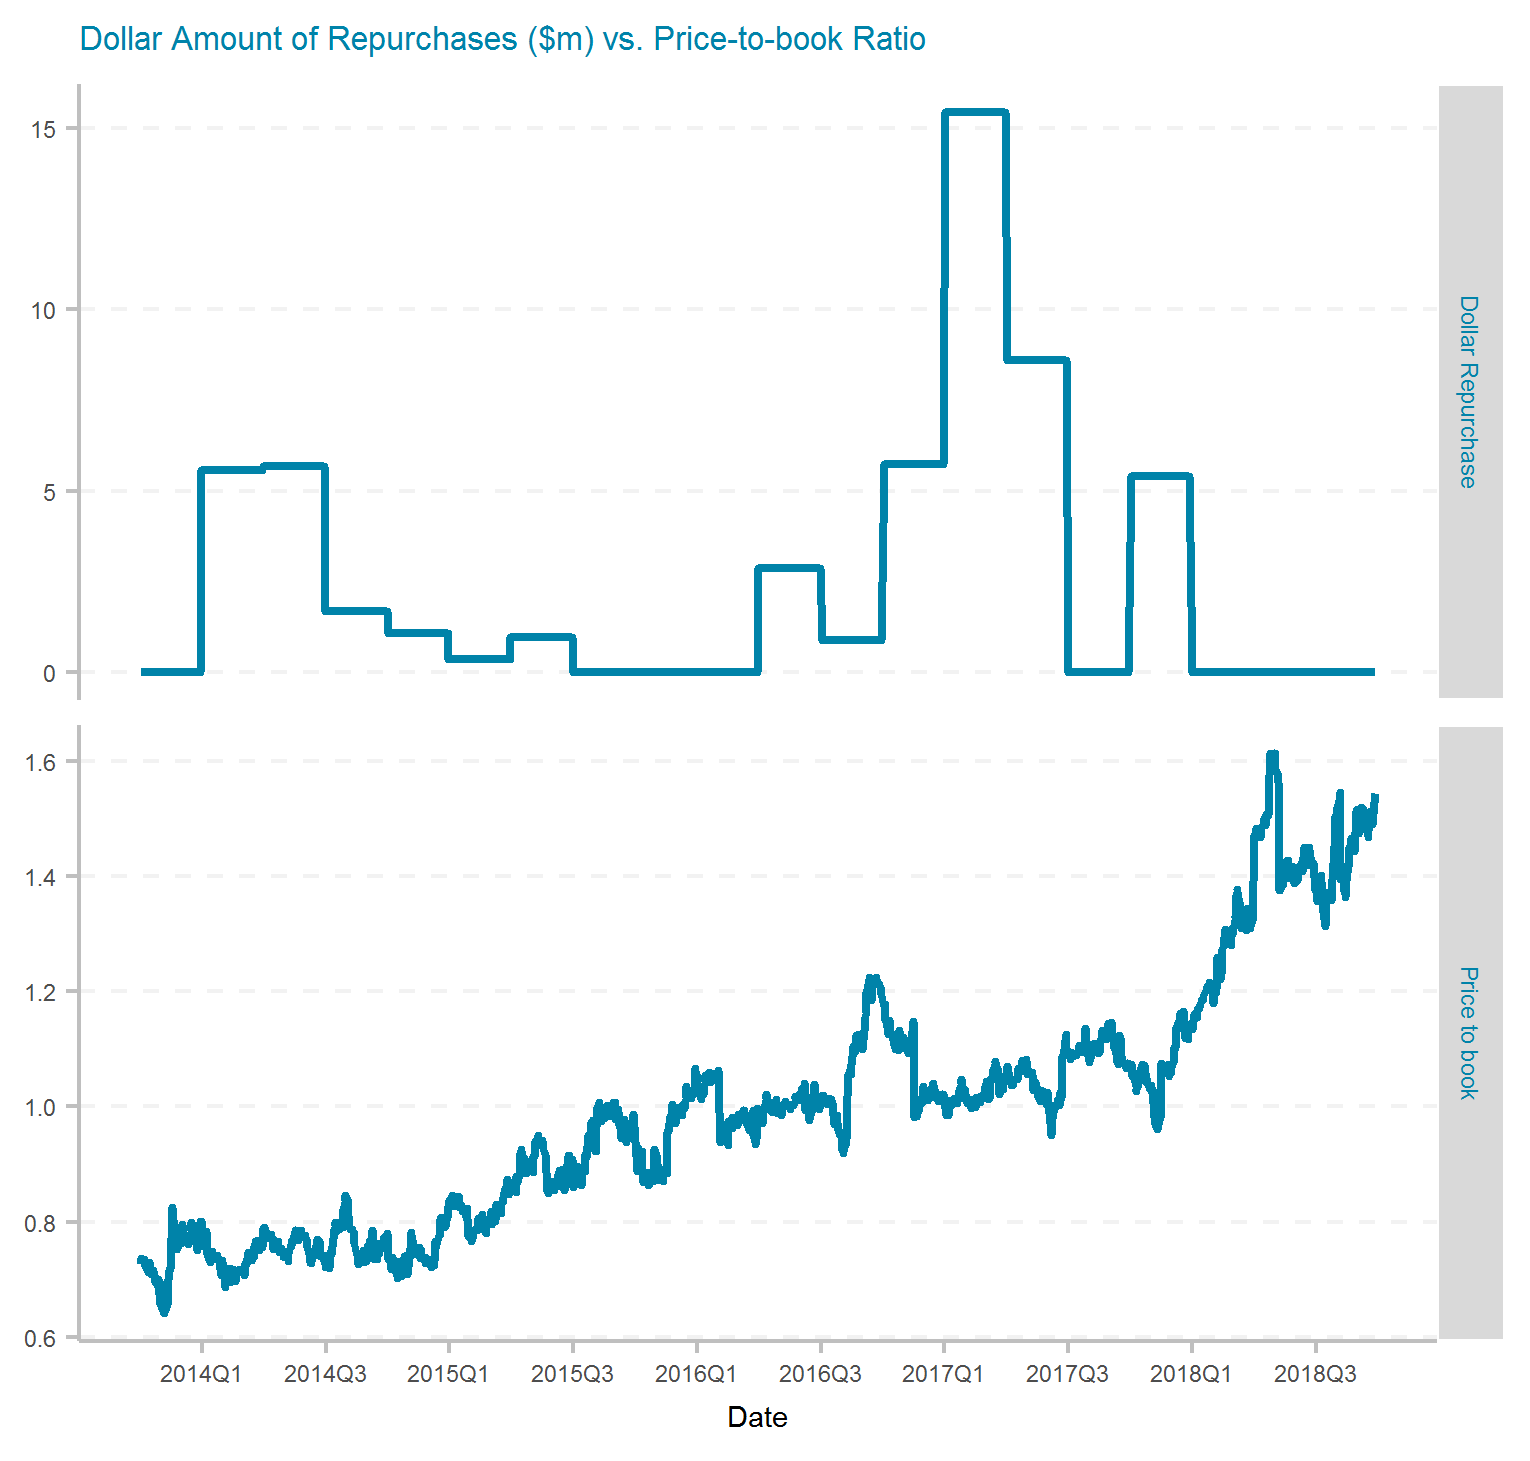 Dollar Amount of Repurchases ($m) vs. Price-to-book Ratio
15
10
5
0
Dollar Repurchase
1.6
1.4
1.2
1.0
0.8
0.6
Price to book
2014Q1 2014Q3 2015Q1 2015Q3 2016Q1 2016Q3 2017Q1 2017Q3 2018Q1 2018Q3
Date